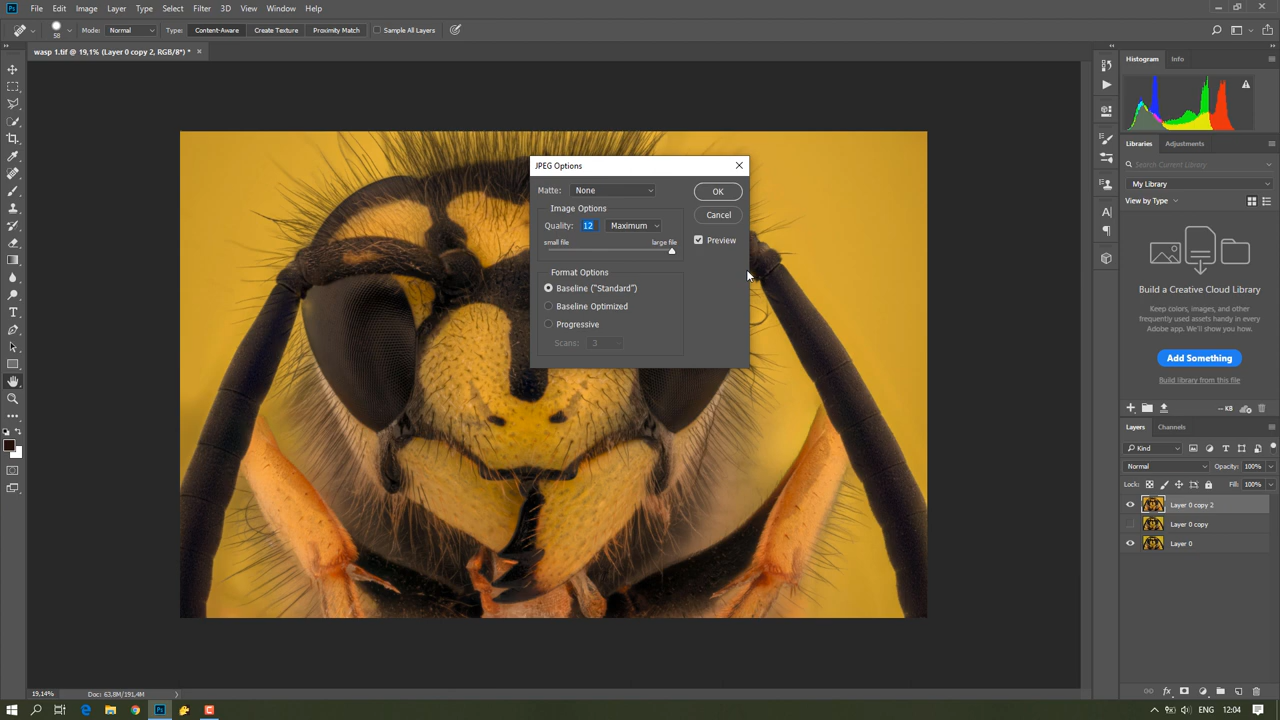 Ps File Edit Image Layer Type Select Filter 3D View Window Help
58 Mode: Normal Type: Content-Aware Create Texture Proximity Match Sample All Layers
wasp 1.tif @ 19,1% (Layer 0 copy 2, RGB/8*) *
Histogram Info
JPEG Options
Matte: None OK
Image Options
Cancel
Quality: 12 Maximum
small file large file
Preview
Format Options
Baseline ("Standard")
Baseline Optimized
Progressive
Scans: 3
Libraries Adjustments
Search Current Library
My Library
View by Type
Build a Creative Cloud Library
Keep colors, images, and other
frequently used assets handy in every
Adobe app. We'll show you how.
Add Something
Build library from this file
-- KB
Layers Channels
Kind
Normal Opacity: 100%
Lock: Fill: 100%
Layer 0 copy 2
Layer 0 copy
Layer 0
19,14% Doc: 63,8M/191,4M
ENG 12:04